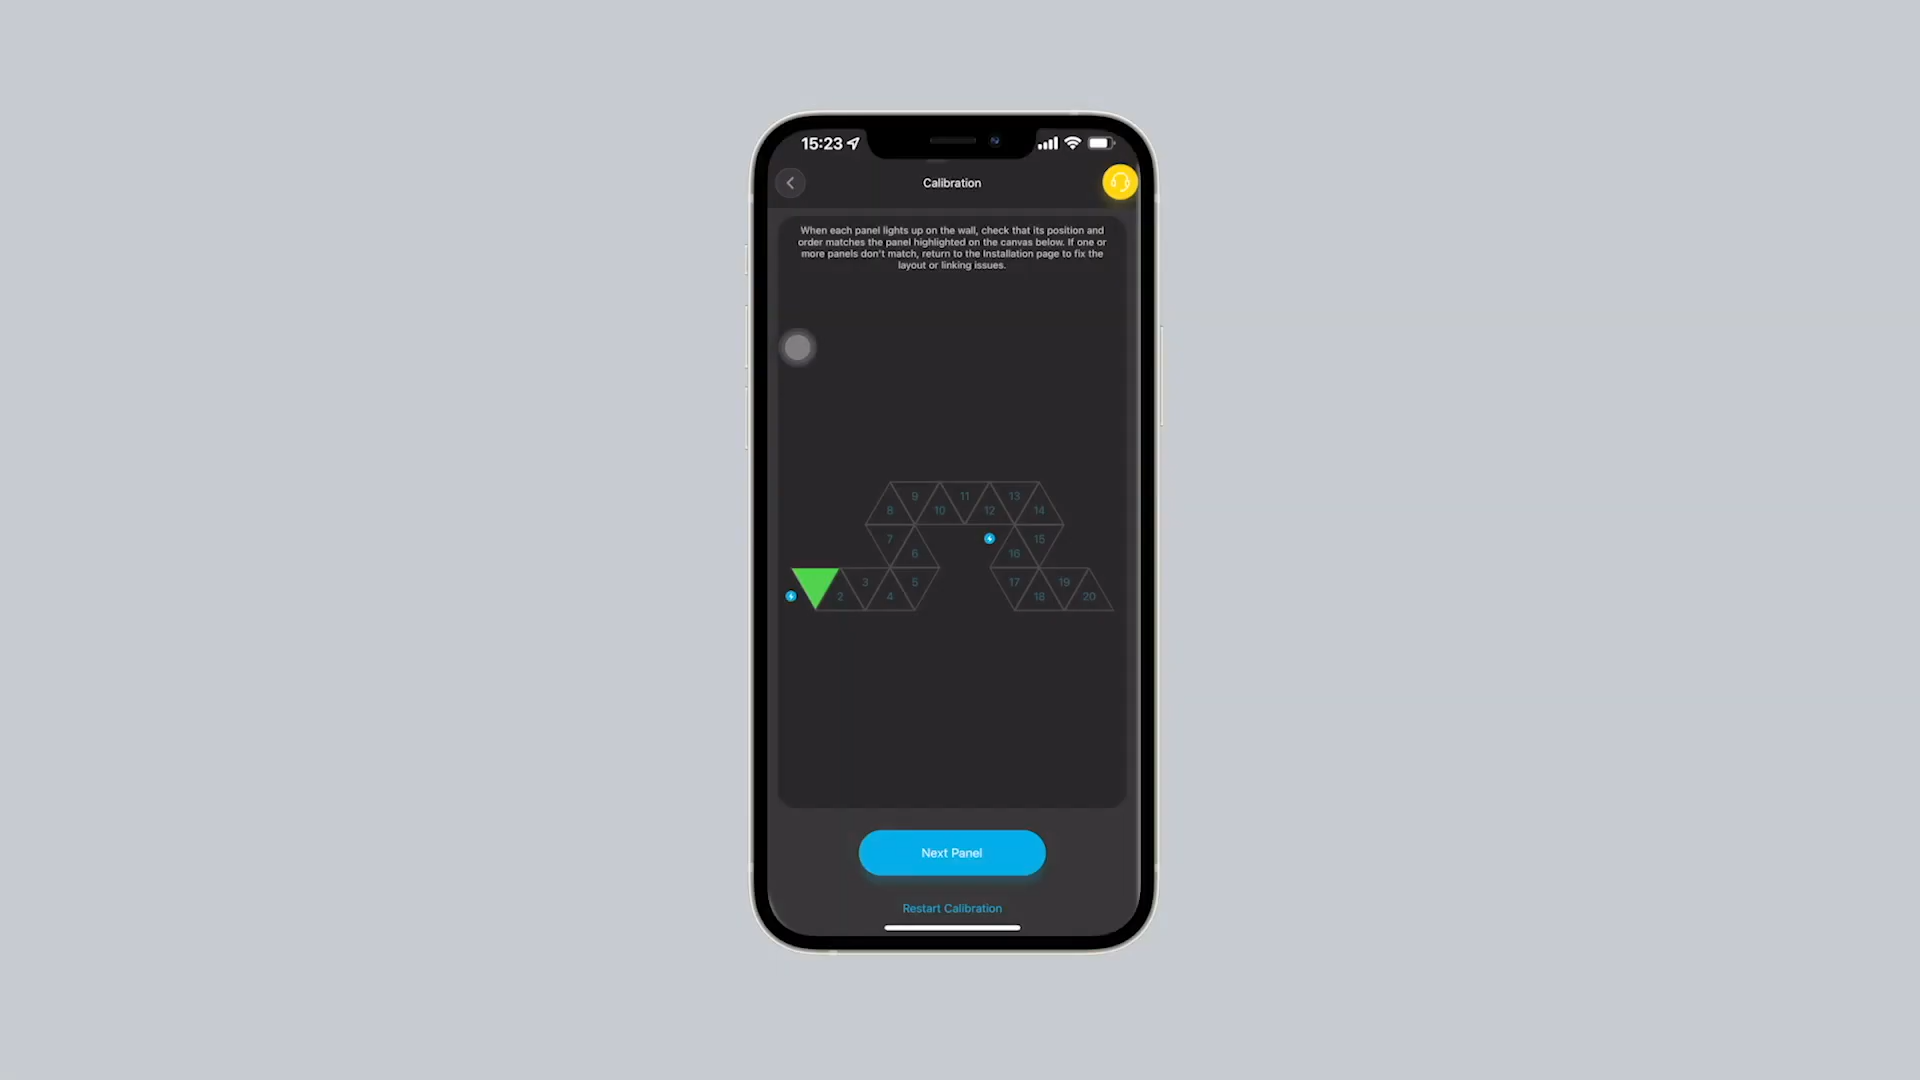 15:23
Calibration
When each panel lights up on the wall, check that its position and
order matches the panel highlighted on the canvas below. If one or
more panels don't match, return to the Installation page to fix the
layout or linking issues.
9 11 13
8 10 12 14
7 15
6 16
3 5 17 19
2 4 18 20
Next Panel
Restart Calibration